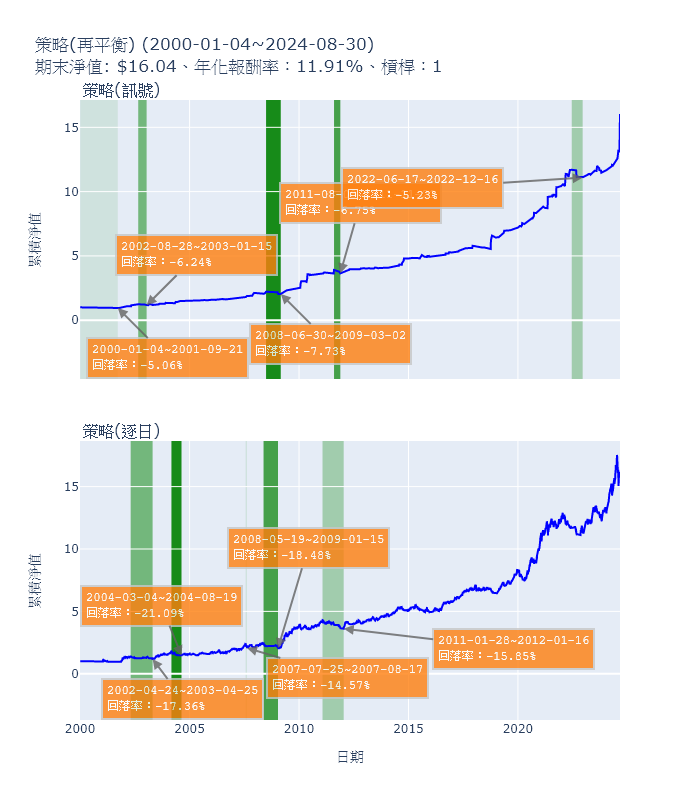 策略(再平衡) (2000-01-04~2024-08-30)
期末淨值: $16.04、年化報酬率：11.91%、槓桿：1
策略(訊號)
15
10
5
0
累積淨值
2022-06-17~2022-12-16
回落率：-5.23%
2011-08-
回落率：-6.75%
2002-08-28~2003-01-15
回落率：-6.24%
2008-06-30~2009-03-02
回落率：-7.73%
2000-01-04~2001-09-21
回落率：-5.06%
策略(逐日)
15
10
5
0
累積淨值
2008-05-19~2009-01-15
回落率：-18.48%
2004-03-04~2004-08-19
回落率：-21.09%
2011-01-28~2012-01-16
回落率：-15.85%
2007-07-25~2007-08-17
回落率：-14.57%
2002-04-24~2003-04-25
回落率：-17.36%
2000
2005
2010
2015
2020
日期